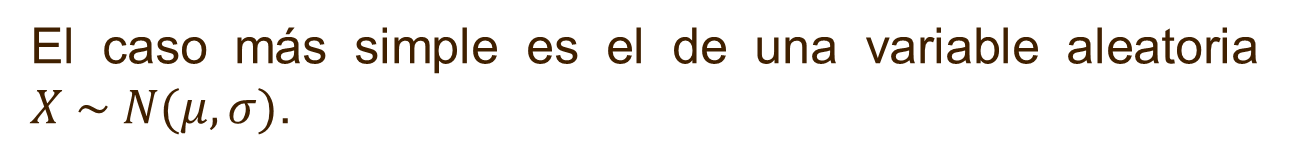 El caso más simple es el de una variable aleatoria
𝑋 ~ 𝑁(𝜇, 𝜎).